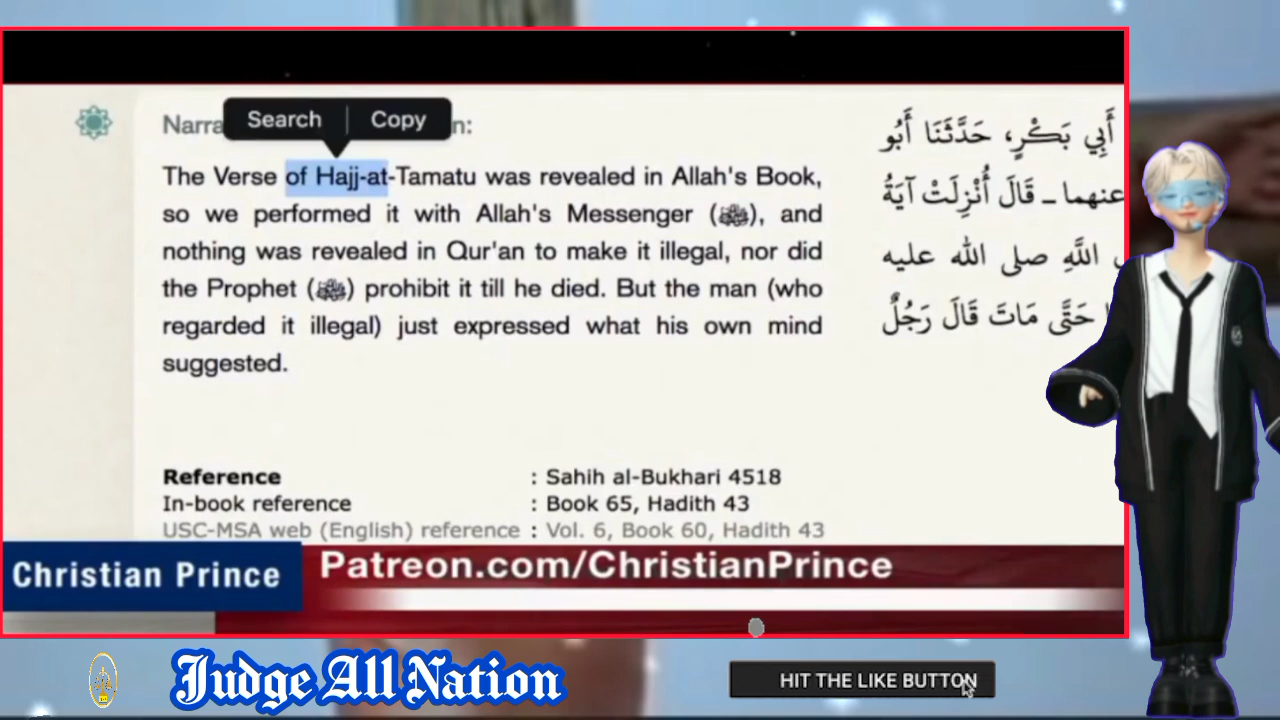 Search
Copy
Narra
n:
The Verse of Hajj-at-Tamatu was revealed in Allah's Book,
so we performed it with Allah's Messenger (ﷺ), and
nothing was revealed in Qur'an to make it illegal, nor did
the Prophet (ﷺ) prohibit it till he died. But the man (who
regarded it illegal) just expressed what his own mind
suggested.
أَبِي بَكْرٍ، حَدَّثَنَا أَبُو
عنهما ـ قَالَ أُنْزِلَتْ آيَةُ
اللَّهِ صلى الله عليه
حَتَّى مَاتَ قَالَ رَجُلٌ
Reference : Sahih al-Bukhari 4518
In-book reference : Book 65, Hadith 43
USC-MSA web (English) reference : Vol. 6, Book 60, Hadith 43
Christian Prince
Patreon.com/ChristianPrince
Judge All Nation
HIT THE LIKE BUTTON